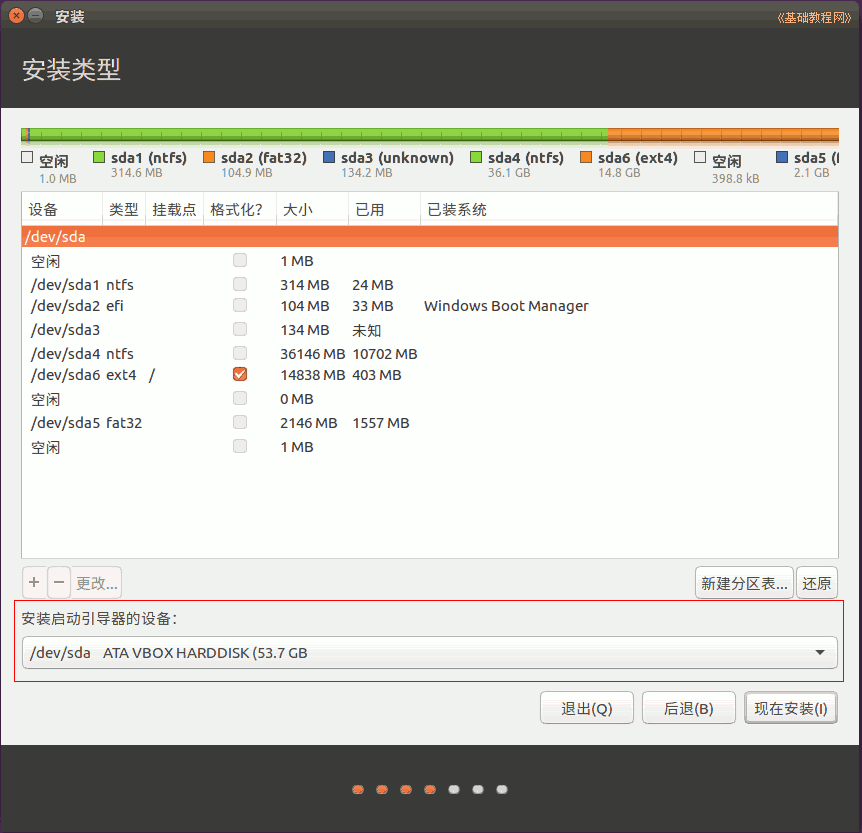 安装
《基础教程网》
安装类型
空闲 sda1 (ntfs) sda2 (fat32) sda3 (unknown) sda4 (ntfs) sda6 (ext4) 空闲 sda5 (
1.0 MB 314.6 MB 104.9 MB 134.2 MB 36.1 GB 14.8 GB 398.8 kB 2.1 GB
设备 类型 挂载点 格式化? 大小 已用 已装系统
/dev/sda
空闲 1 MB
/dev/sda1 ntfs 314 MB 24 MB
/dev/sda2 efi 104 MB 33 MB Windows Boot Manager
/dev/sda3 134 MB 未知
/dev/sda4 ntfs 36146 MB 10702 MB
/dev/sda6 ext4 / 14838 MB 403 MB
空闲 0 MB
/dev/sda5 fat32 2146 MB 1557 MB
空闲 1 MB
+ − 更改... 新建分区表... 还原
安装启动引导器的设备：
/dev/sda ATA VBOX HARDDISK (53.7 GB
退出(Q) 后退(B) 现在安装(I)